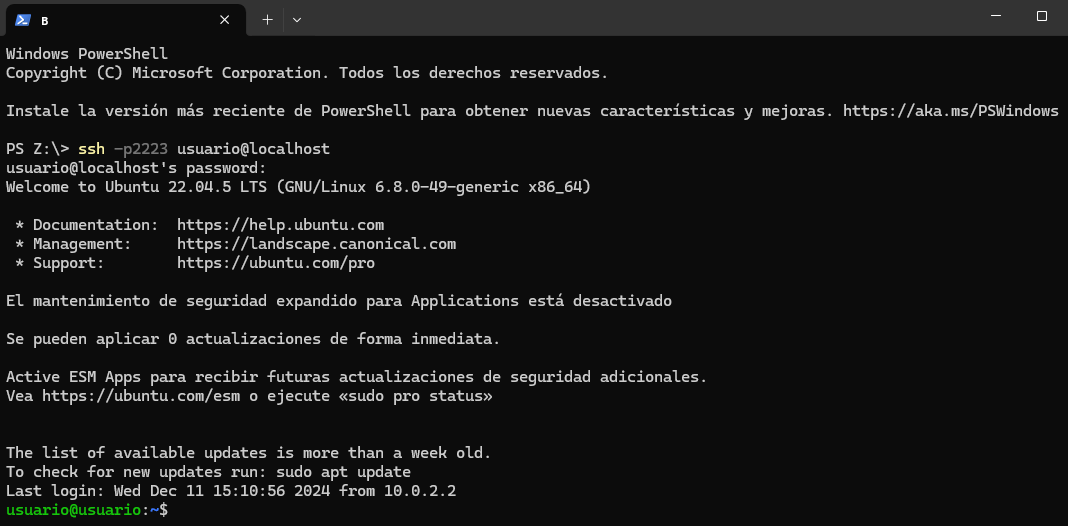 B
Windows PowerShell
Copyright (C) Microsoft Corporation. Todos los derechos reservados.
Instale la versión más reciente de PowerShell para obtener nuevas características y mejoras. https://aka.ms/PSWindows
PS Z:\> ssh -p2223 usuario@localhost
usuario@localhost's password:
Welcome to Ubuntu 22.04.5 LTS (GNU/Linux 6.8.0-49-generic x86_64)
* Documentation:  https://help.ubuntu.com
* Management:     https://landscape.canonical.com
* Support:        https://ubuntu.com/pro
El mantenimiento de seguridad expandido para Applications está desactivado
Se pueden aplicar 0 actualizaciones de forma inmediata.
Active ESM Apps para recibir futuras actualizaciones de seguridad adicionales.
Vea https://ubuntu.com/esm o ejecute «sudo pro status»
The list of available updates is more than a week old.
To check for new updates run: sudo apt update
Last login: Wed Dec 11 15:10:56 2024 from 10.0.2.2
usuario@usuario:~$